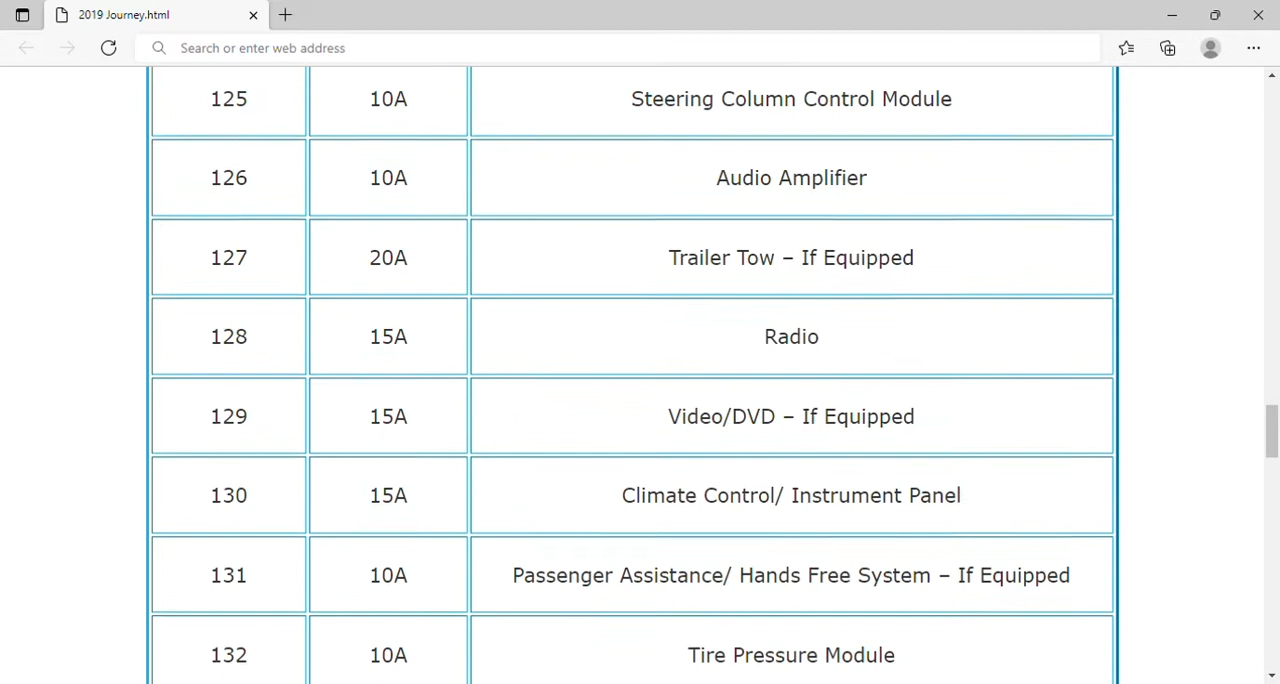 2019 Journey.html
Search or enter web address
125 10A Steering Column Control Module
126 10A Audio Amplifier
127 20A Trailer Tow – If Equipped
128 15A Radio
129 15A Video/DVD – If Equipped
130 15A Climate Control/ Instrument Panel
131 10A Passenger Assistance/ Hands Free System – If Equipped
132 10A Tire Pressure Module